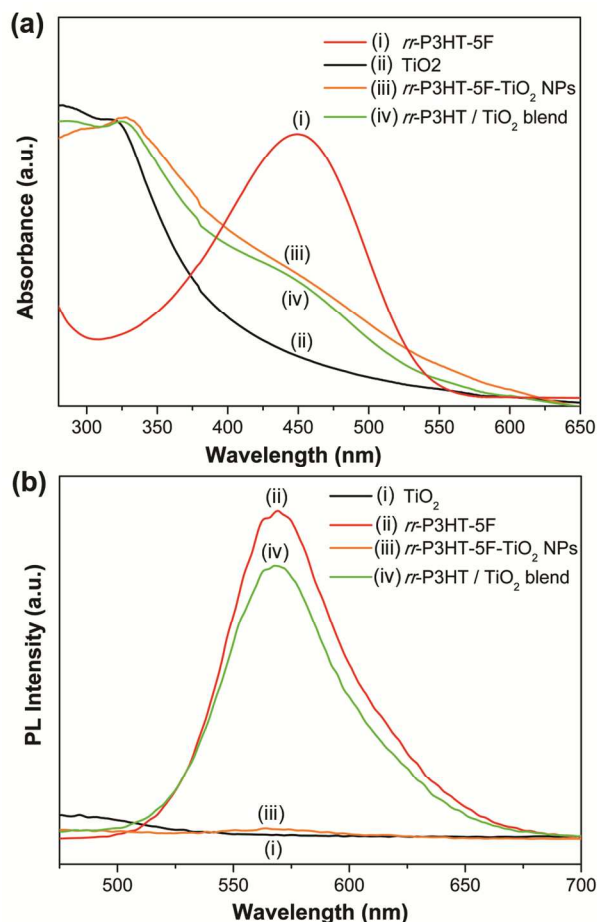 (a)
(i) rr-P3HT-5F
(ii) TiO2
(iii) rr-P3HT-5F-TiO₂ NPs
(iv) rr-P3HT / TiO₂ blend
(i)
(iii)
(iv)
(ii)
Absorbance (a.u.)
300 350 400 450 500 550 600 650
Wavelength (nm)
(b)
(i) TiO₂
(ii) rr-P3HT-5F
(iii) rr-P3HT-5F-TiO₂ NPs
(iv) rr-P3HT / TiO₂ blend
(ii)
(iv)
(iii)
(i)
PL Intensity (a.u.)
500 550 600 650 700
Wavelength (nm)